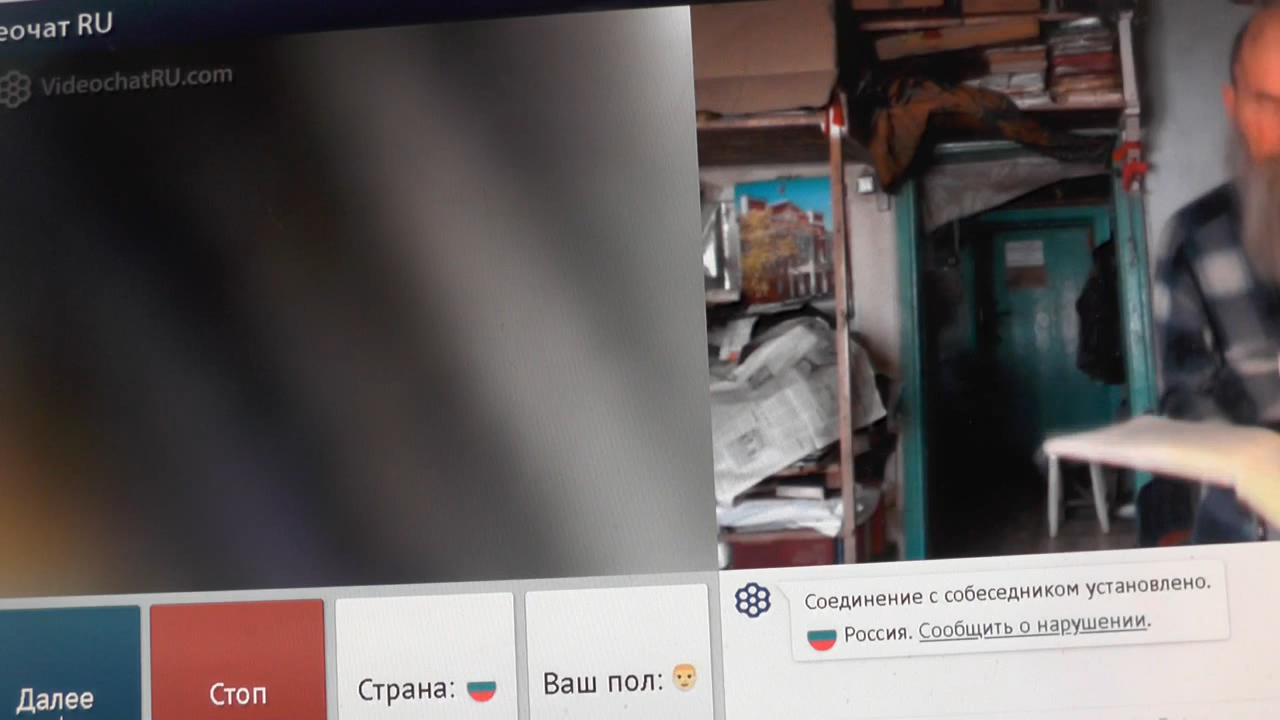 еочат RU
VideochatRU.com
Далее
Стоп
Страна:
Ваш пол:
Соединение с собеседником установлено.
Россия. Сообщить о нарушении.